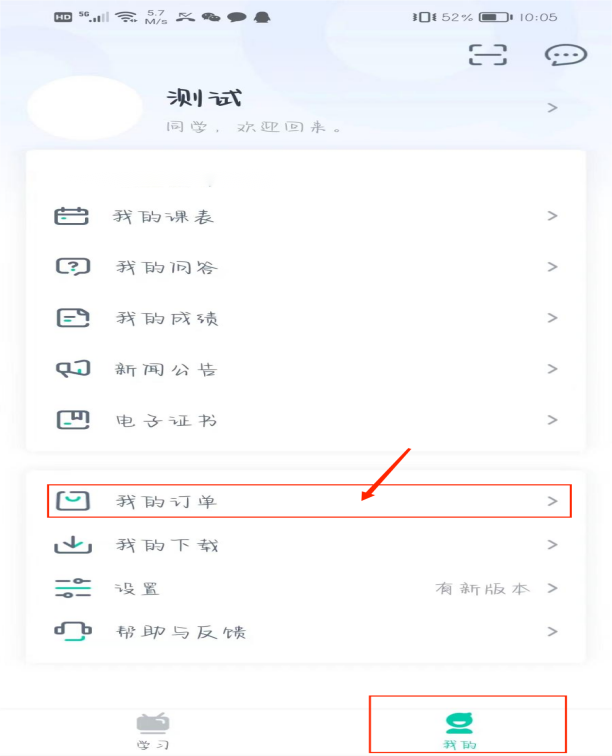 HD 5G 5.7 M/s 52% 10:05
测试
同学，欢迎回来。
我的课表
我的问答
我的成绩
新闻公告
电子证书
我的订单
我的下载
设置 有新版本
帮助与反馈
学习 我的